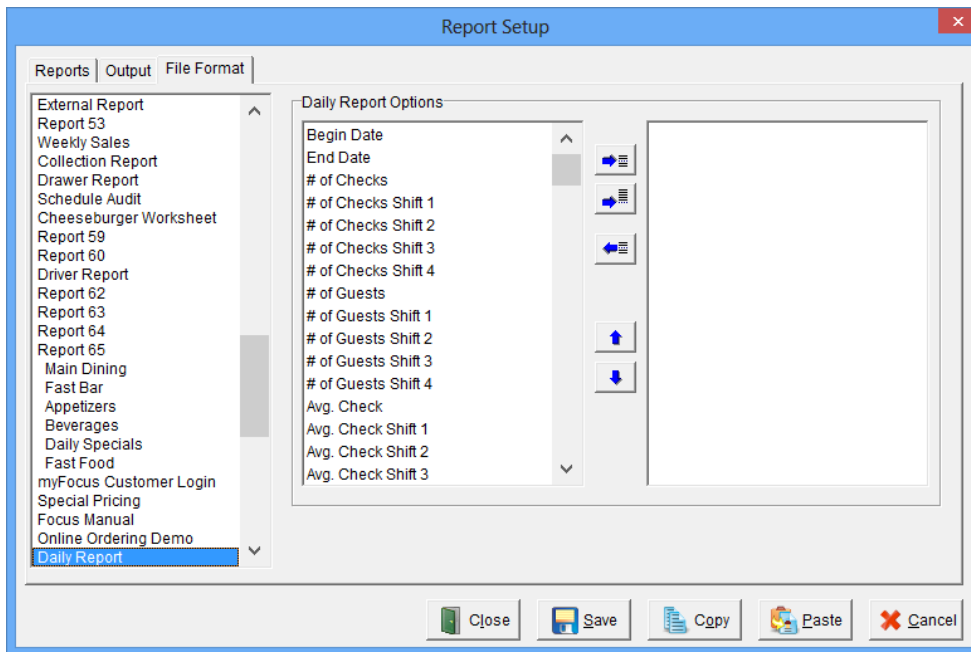 Report Setup
Reports
Output
File Format
External Report
Report 53
Weekly Sales
Collection Report
Drawer Report
Schedule Audit
Cheeseburger Worksheet
Report 59
Report 60
Driver Report
Report 62
Report 63
Report 64
Report 65
Main Dining
Fast Bar
Appetizers
Beverages
Daily Specials
Fast Food
myFocus Customer Login
Special Pricing
Focus Manual
Online Ordering Demo
Daily Report
Daily Report Options
Begin Date
End Date
# of Checks
# of Checks Shift 1
# of Checks Shift 2
# of Checks Shift 3
# of Checks Shift 4
# of Guests
# of Guests Shift 1
# of Guests Shift 2
# of Guests Shift 3
# of Guests Shift 4
Avg. Check
Avg. Check Shift 1
Avg. Check Shift 2
Avg. Check Shift 3
Close
Save
Copy
Paste
Cancel